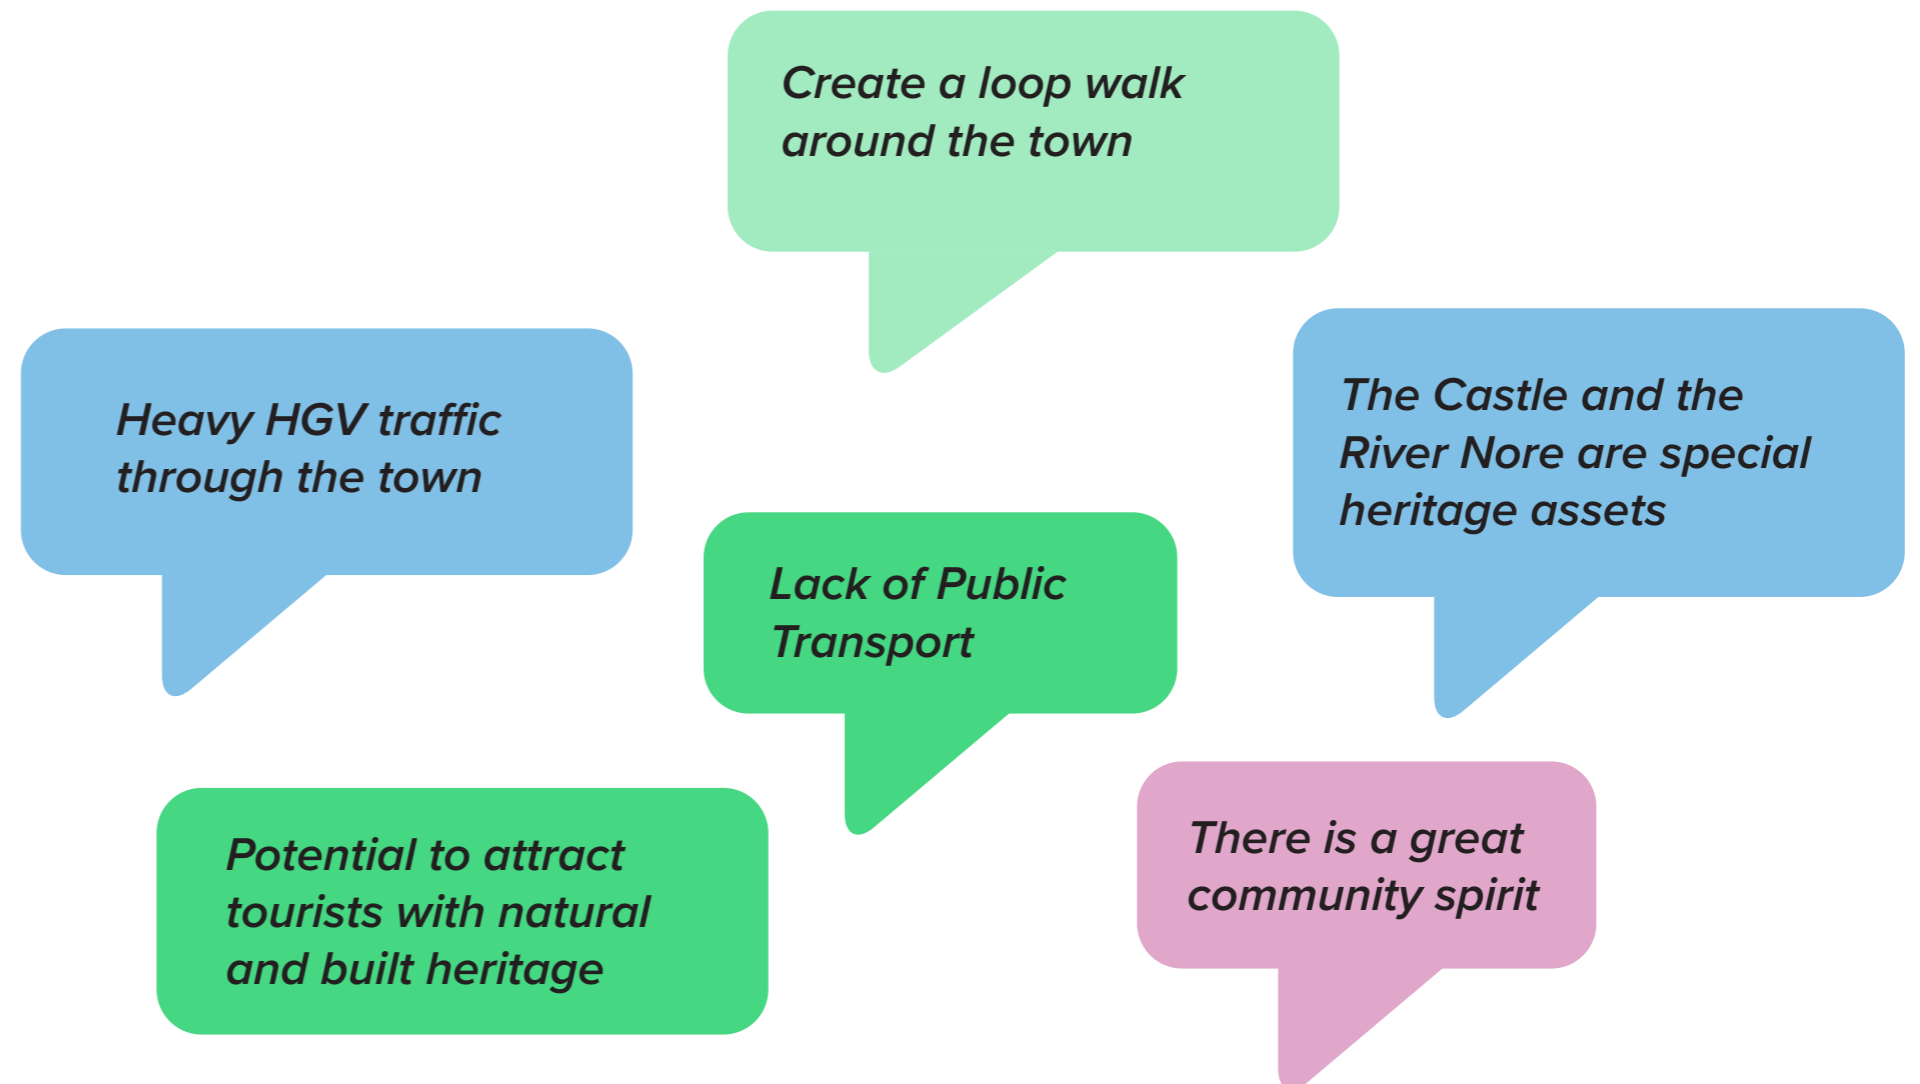 Create a loop walk
around the town
Heavy HGV traffic
through the town
The Castle and the
River Nore are special
heritage assets
Lack of Public
Transport
Potential to attract
tourists with natural
and built heritage
There is a great
community spirit